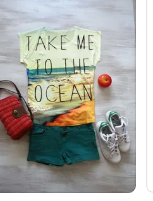 TAKE ME
TO THE
OCEAN